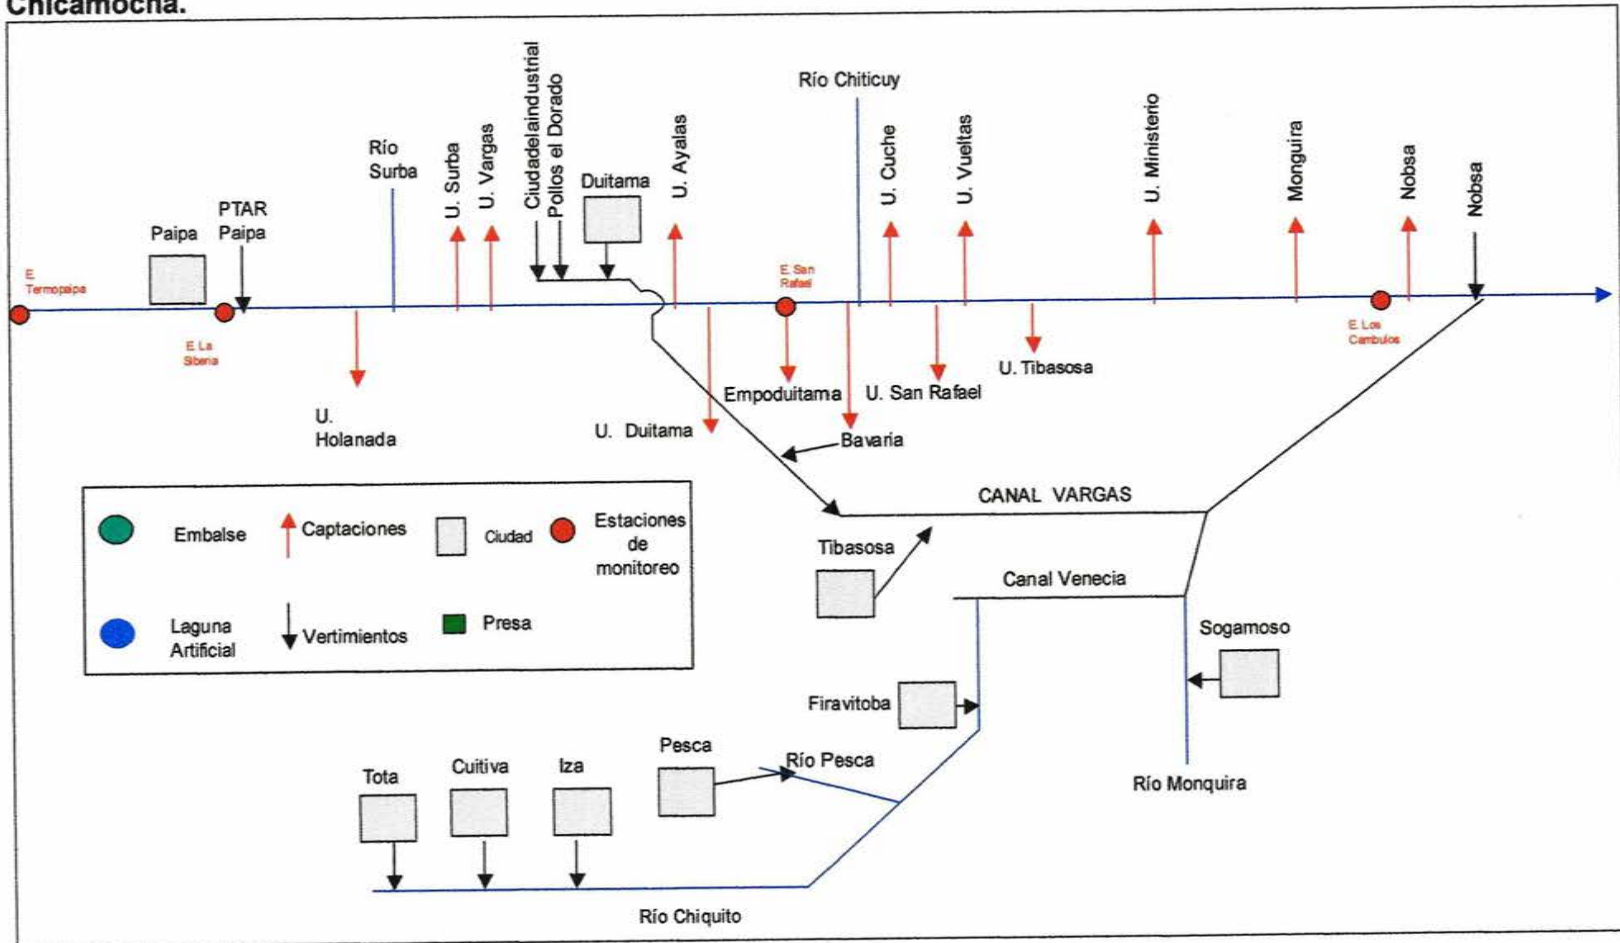 Chicamocha.
Río Chiticuy
Ciudadelaindustrial
Pollos el Dorado
U. Ministerio
Río
Surba
U. Surba
U. Vargas
Duitama
U. Ayalas
U. Cuche
U. Vueltas
Monguira
Nobsa
Nobsa
PTAR
Paipa
Paipa
E.
Termopaipa
E. San
Rafael
E. La
Siberia
E. Los
Cambulos
U. Tibasosa
Empoduitama
U. San Rafael
U.
Holanada
U. Duitama
Bavaria
CANAL VARGAS
Embalse
Captaciones
Ciudad
Estaciones
de
monitoreo
Laguna
Artificial
Vertimientos
Presa
Tibasosa
Canal Venecia
Sogamoso
Firavitoba
Pesca
Río Pesca
Río Monquira
Tota
Cuitiva
Iza
Río Chiquito